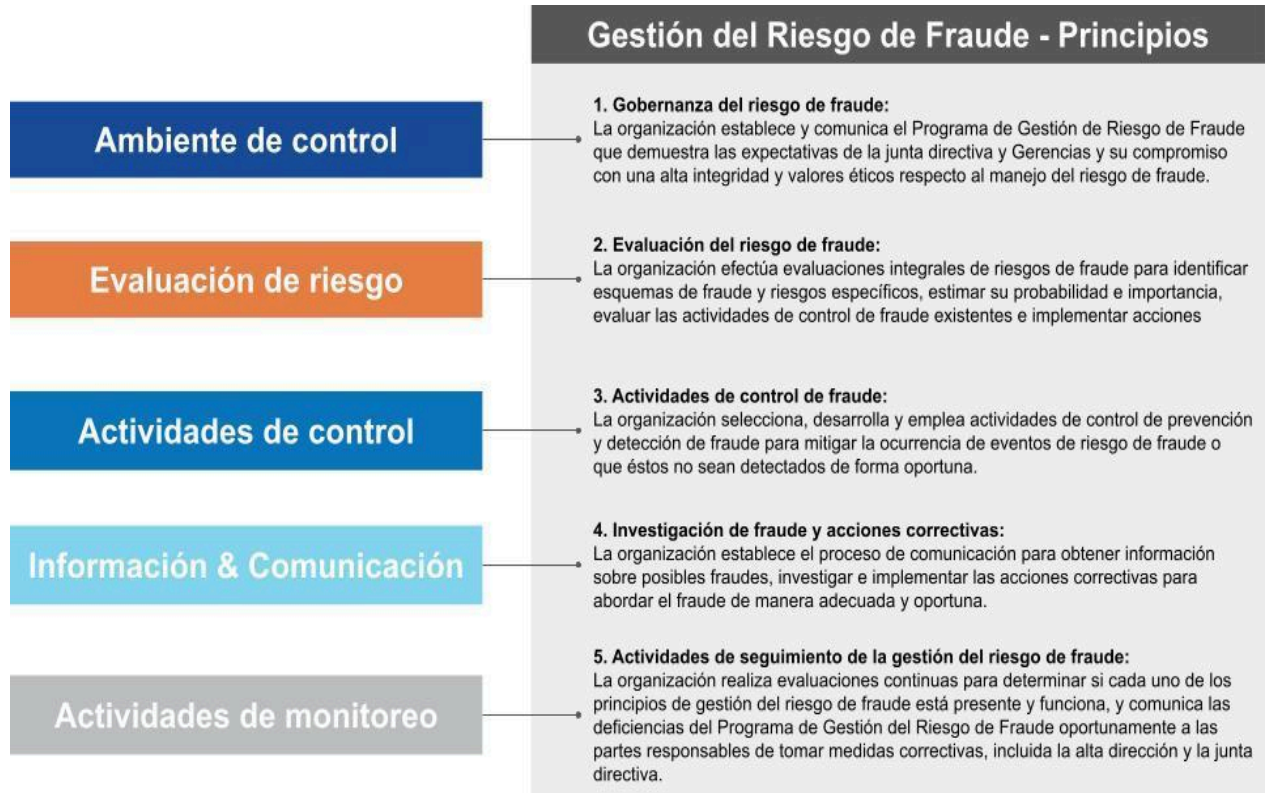 Gestión del Riesgo de Fraude - Principios
Ambiente de control
1. Gobernanza del riesgo de fraude:
La organización establece y comunica el Programa de Gestión de Riesgo de Fraude
que demuestra las expectativas de la junta directiva y Gerencias y su compromiso
con una alta integridad y valores éticos respecto al manejo del riesgo de fraude.
Evaluación de riesgo
2. Evaluación del riesgo de fraude:
La organización efectúa evaluaciones integrales de riesgos de fraude para identificar
esquemas de fraude y riesgos específicos, estimar su probabilidad e importancia,
evaluar las actividades de control de fraude existentes e implementar acciones
Actividades de control
3. Actividades de control de fraude:
La organización selecciona, desarrolla y emplea actividades de control de prevención
y detección de fraude para mitigar la ocurrencia de eventos de riesgo de fraude o
que éstos no sean detectados de forma oportuna.
Información & Comunicación
4. Investigación de fraude y acciones correctivas:
La organización establece el proceso de comunicación para obtener información
sobre posibles fraudes, investigar e implementar las acciones correctivas para
abordar el fraude de manera adecuada y oportuna.
Actividades de monitoreo
5. Actividades de seguimiento de la gestión del riesgo de fraude:
La organización realiza evaluaciones continuas para determinar si cada uno de los
principios de gestión del riesgo de fraude está presente y funciona, y comunica las
deficiencias del Programa de Gestión del Riesgo de Fraude oportunamente a las
partes responsables de tomar medidas correctivas, incluida la alta dirección y la junta
directiva.